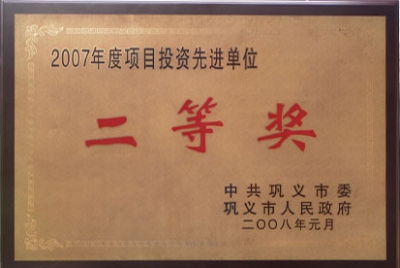 2007年度项目投资先进单位
二等奖
中共巩义市委
巩义市人民政府
二〇〇八年元月